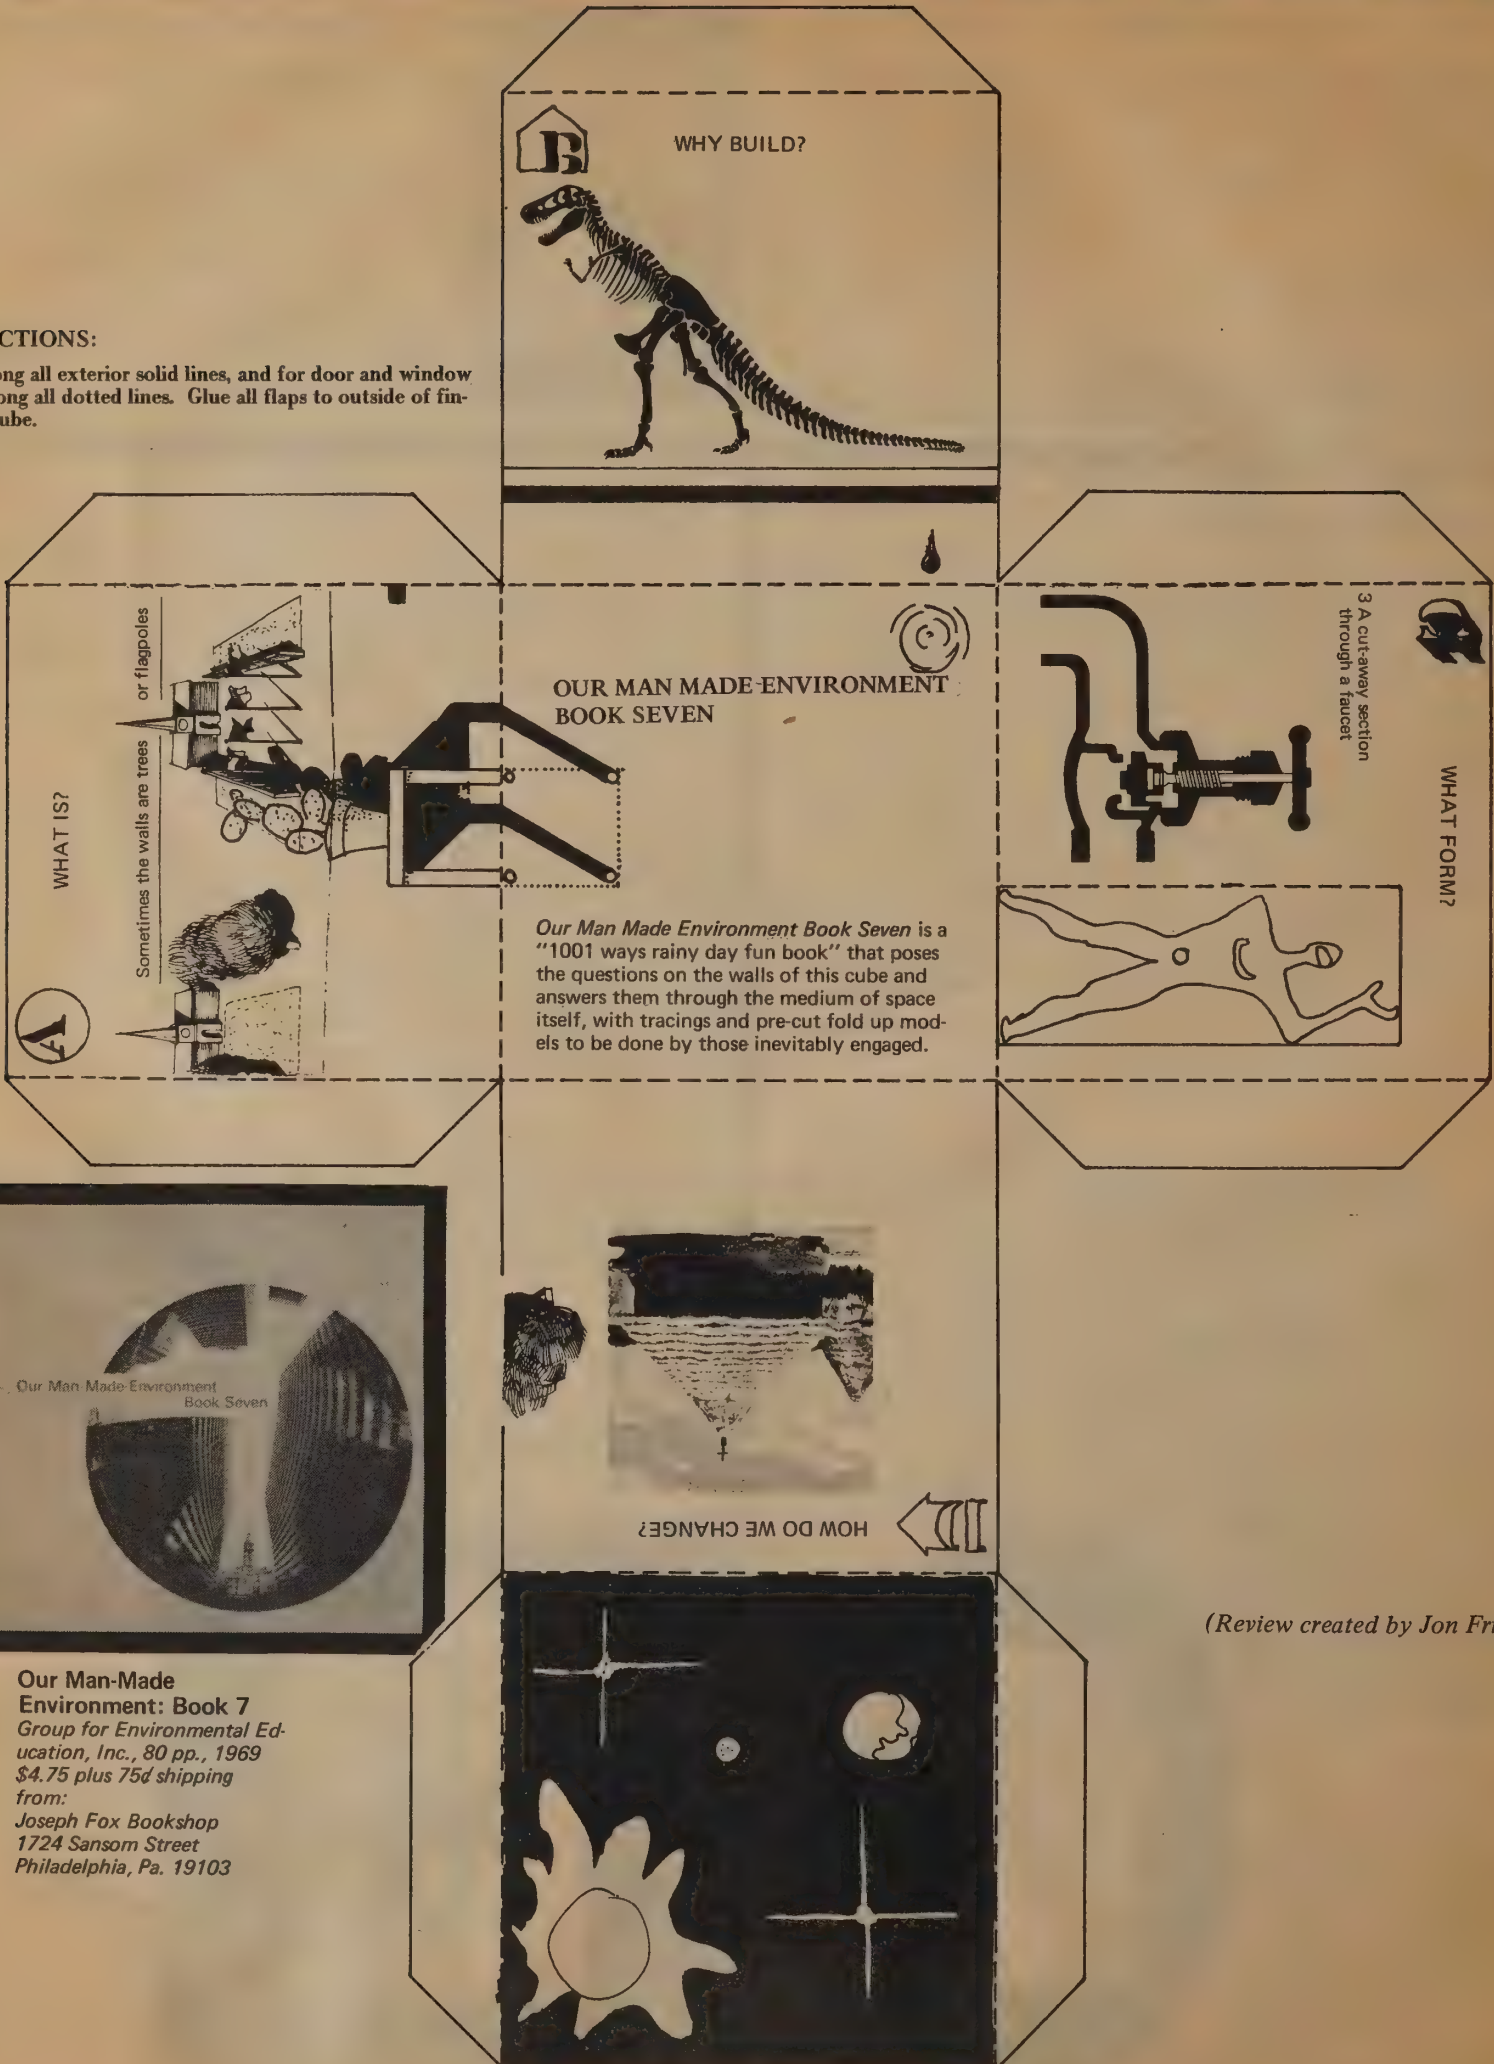 WHY BUILD?
CTIONS:
ong all exterior solid lines, and for door and window
ong all dotted lines. Glue all flaps to outside of fin-
ube.
WHAT IS?
Sometimes the walls are trees or flagpoles
A
OUR MAN MADE ENVIRONMENT
BOOK SEVEN
Our Man Made Environment Book Seven is a
"1001 ways rainy day fun book" that poses
the questions on the walls of this cube and
answers them through the medium of space
itself, with tracings and pre-cut fold up mod-
els to be done by those inevitably engaged.
3 A cut-away section
through a faucet
WHAT FORM?
HOW DO WE CHANGE?
Our Man Made Environment
Book Seven
Our Man-Made
Environment: Book 7
Group for Environmental Ed-
ucation, Inc., 80 pp., 1969
$4.75 plus 75¢ shipping
from:
Joseph Fox Bookshop
1724 Sansom Street
Philadelphia, Pa. 19103
(Review created by Jon Fri